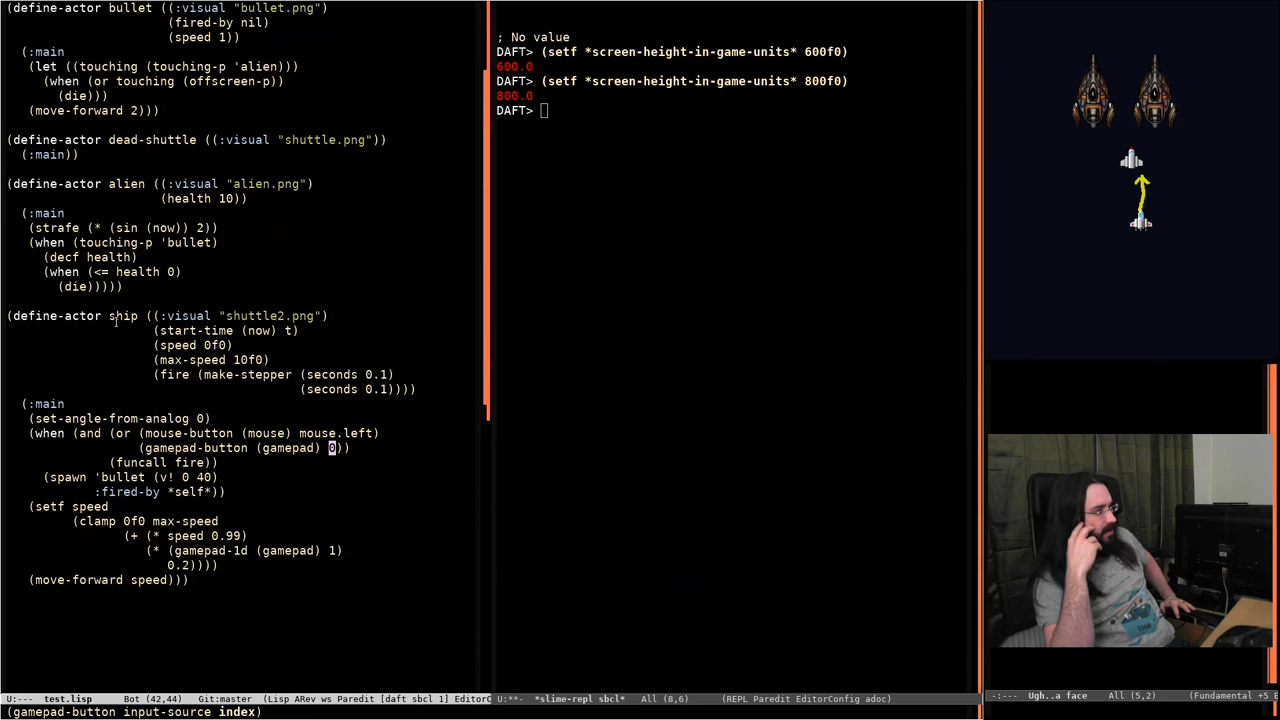 (define-actor bullet ((:visual "bullet.png")
(fired-by nil)
(speed 1))
(:main
(let ((touching (touching-p 'alien)))
(when (or touching (offscreen-p))
(die)))
(move-forward 2)))
(define-actor dead-shuttle ((:visual "shuttle.png"))
(:main))
(define-actor alien ((:visual "alien.png")
(health 10))
(:main
(strafe (* (sin (now)) 2))
(when (touching-p 'bullet)
(decf health)
(when (<= health 0)
(die)))))
(define-actor ship ((:visual "shuttle2.png")
(start-time (now) t)
(speed 0f0)
(max-speed 10f0)
(fire (make-stepper (seconds 0.1)
(seconds 0.1))))
(:main
(set-angle-from-analog 0)
(when (and (or (mouse-button (mouse) mouse.left)
(gamepad-button (gamepad) 0))
(funcall fire))
(spawn 'bullet (v! 0 40)
:fired-by *self*))
(setf speed
(clamp 0f0 max-speed
(+ (* speed 0.99)
(* (gamepad-1d (gamepad) 1)
0.2))))
(move-forward speed)))
U:--- test.lisp Bot (42,44) Git:master (Lisp ARev ws Paredit [daft sbcl 1] EditorC
(gamepad-button input-source index)
; No value
DAFT> (setf *screen-height-in-game-units* 600f0)
600.0
DAFT> (setf *screen-height-in-game-units* 800f0)
800.0
DAFT>
U:**- *slime-repl sbcl* All (8,6) (REPL Paredit EditorConfig adoc)
-:--- Ugh..a face All (5,2) (Fundamental +5 E